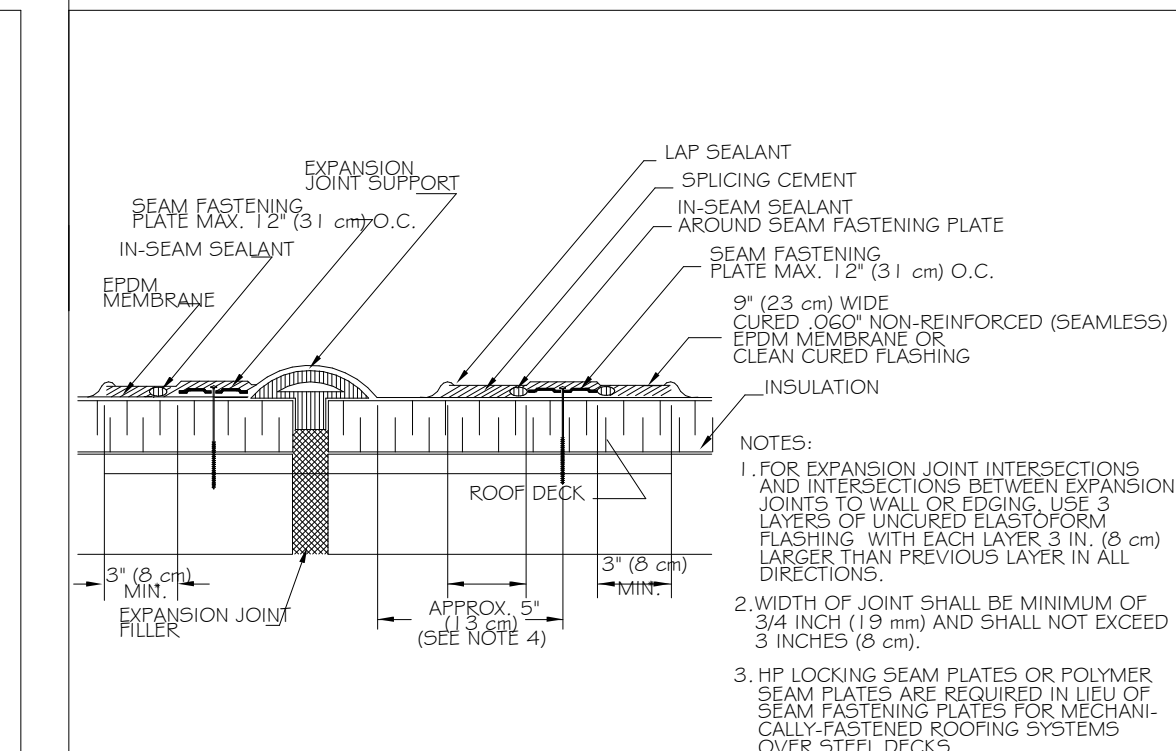 EXPANSION
JOINT SUPPORT
SEAM FASTENING
PLATE MAX. 12" (31 cm) O.C.
IN-SEAM SEALANT
EPDM
MEMBRANE
LAP SEALANT
SPLICING CEMENT
IN-SEAM SEALANT
AROUND SEAM FASTENING PLATE
SEAM FASTENING
PLATE MAX. 12" (31 cm) O.C.
9" (23 cm) WIDE
CURED .060" NON-REINFORCED (SEAMLESS)
EPDM MEMBRANE OR
CLEAN CURED FLASHING
INSULATION
ROOF DECK
3" (8 cm)
MIN.
EXPANSION JOINT
FILLER
APPROX. 5"
(13 cm)
(SEE NOTE 4)
3" (8 cm)
MIN.
NOTES:
1. FOR EXPANSION JOINT INTERSECTIONS
AND INTERSECTIONS BETWEEN EXPANSION
JOINTS TO WALL OR EDGING, USE 3
LAYERS OF UNCURED ELASTOFORM
FLASHING WITH EACH LAYER 3 IN. (8 cm)
LARGER THAN PREVIOUS LAYER IN ALL
DIRECTIONS.
2. WIDTH OF JOINT SHALL BE MINIMUM OF
3/4 INCH (19 mm) AND SHALL NOT EXCEED
3 INCHES (8 cm).
3. HP LOCKING SEAM PLATES OR POLYMER
SEAM PLATES ARE REQUIRED IN LIEU OF
SEAM FASTENING PLATES FOR MECHANI-
CALLY-FASTENED ROOFING SYSTEMS
OVER STEEL DECKS